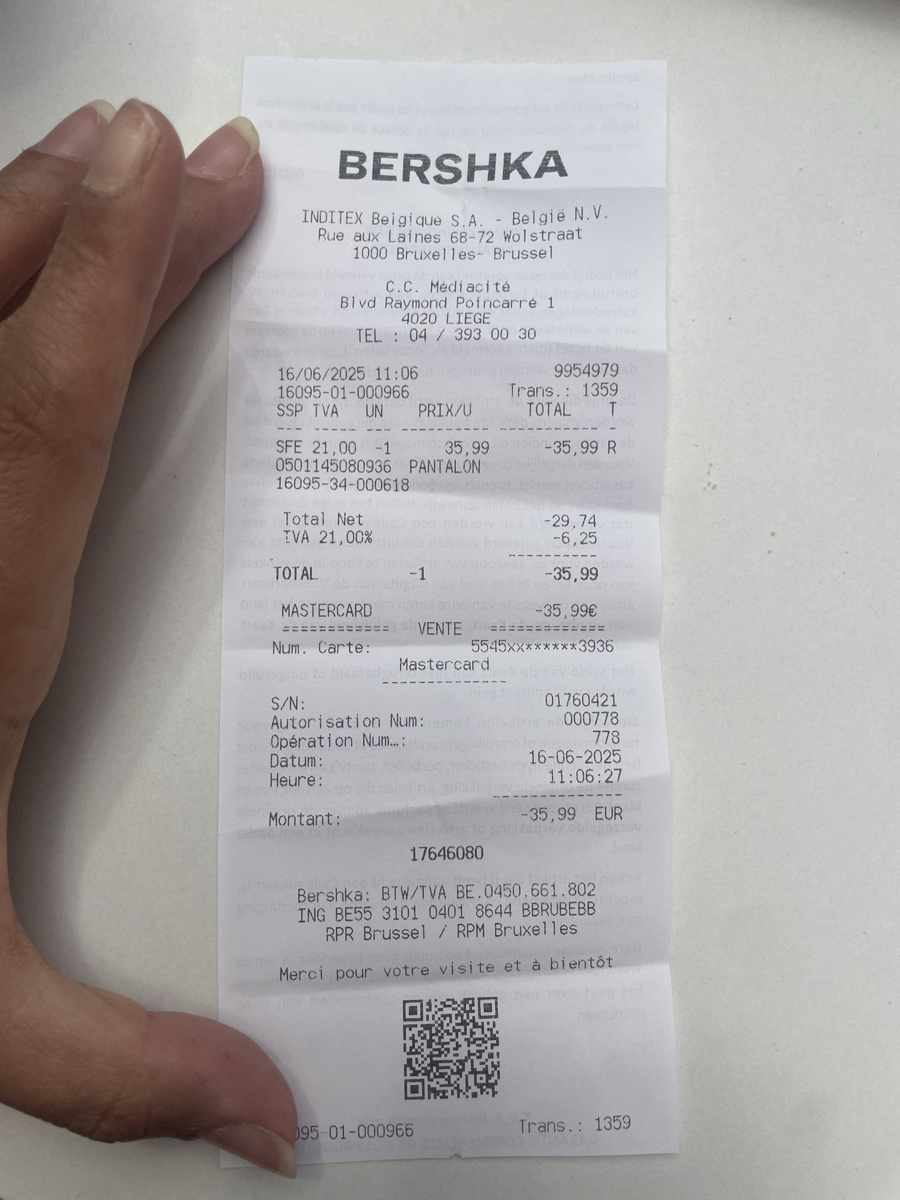 BERSHKA
INDITEX Belgique S.A. - België N.V.
Rue aux Laines 68-72 Wolstraat
1000 Bruxelles- Brussel
C.C. Médiacité
Blvd Raymond Poincarré 1
4020 LIEGE
TEL : 04 / 393 00 30
16/06/2025 11:06 9954979
16095-01-000966 Trans.: 1359
SSP TVA UN PRIX/U TOTAL T
--- ----- --- ------------- ----------- -
SFE 21,00 -1 35,99 -35,99 R
0501145080936 PANTALÓN
16095-34-000618
Total Net -29,74
TVA 21,00% -6,25
----------
TOTAL -1 -35,99
MASTERCARD -35,99€
============ VENTE =============
Num. Carte: 5545xx******3936
Mastercard
--------------
S/N: 01760421
Autorisation Num: 000778
Opération Num…: 778
Datum: 16-06-2025
Heure: 11:06:27
--------------
Montant: -35,99 EUR
17646080
Bershka: BTW/TVA BE.0450.661.802
ING BE55 3101 0401 8644 BBRUBEBB
RPR Brussel / RPM Bruxelles
Merci pour votre visite et à bientôt
095-01-000966 Trans.: 1359